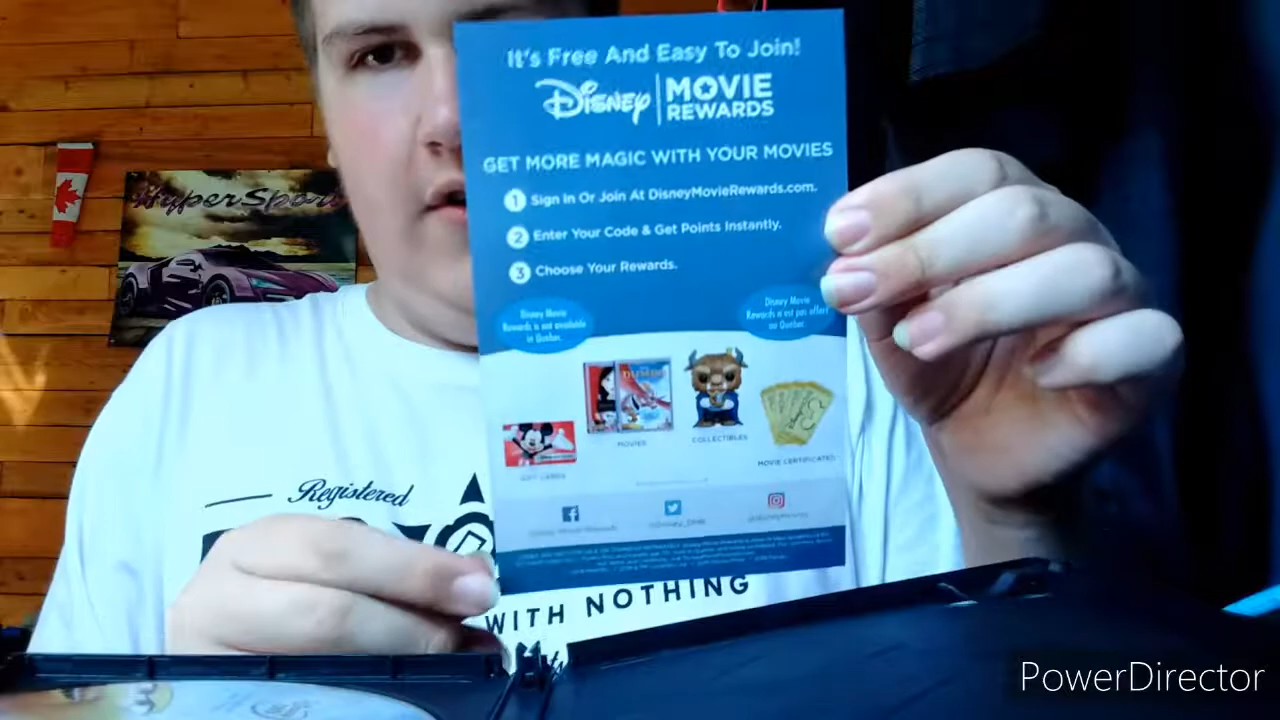 It's Free And Easy To Join!
Disney | MOVIE REWARDS
GET MORE MAGIC WITH YOUR MOVIES
1 Sign In Or Join At DisneyMovieRewards.com.
2 Enter Your Code & Get Points Instantly.
3 Choose Your Rewards.
Disney Movie
Rewards is not available
in Quebec.
Disney Movie
Rewards n'est pas offert
au Québec.
HyperSport
DUMBO
MOVIES
COLLECTIBLES
GIFT CARDS
MOVIE CERTIFICATES
Registered
WITH NOTHING
PowerDirector